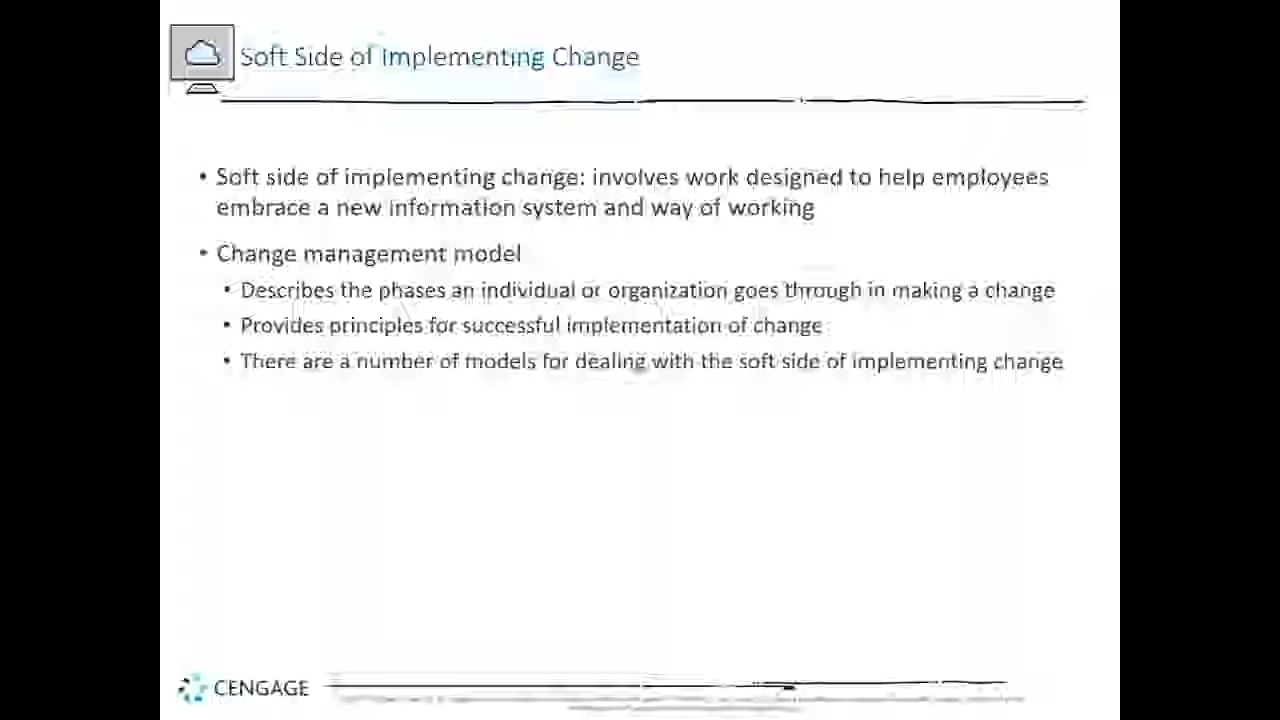 Soft Side of Implementing Change
• Soft side of implementing change: involves work designed to help employees
embrace a new information system and way of working
• Change management model
• Describes the phases an individual or organization goes through in making a change
• Provides principles for successful implementation of change
• There are a number of models for dealing with the soft side of implementing change
CENGAGE